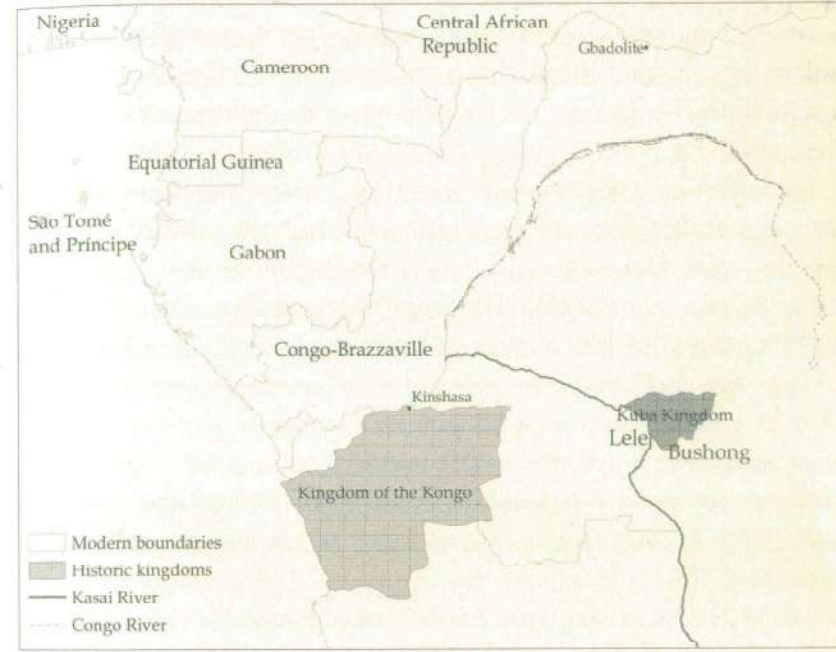 Nigeria
Central African
Republic
Gbadolite
Cameroon
Equatorial Guinea
São Tomé
and Príncipe
Gabon
Congo-Brazzaville
Kinshasa
Kuba Kingdom
Lele
Bushong
Kingdom of the Kongo
Modern boundaries
Historic kingdoms
Kasai River
Congo River